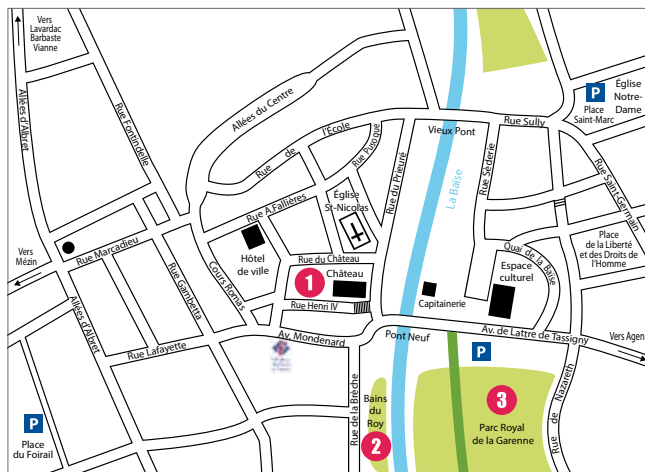 Vers
Lavardac
Barbaste
Vianne
Allées d'Albret
Rue Fontindelle
Allées du Centre
Rue de l'École
Rue Pusoque
Rue du Prieuré
Vieux Pont
Rue Sully
La Baïse
Rue Séderie
P
Place
Saint-Marc
Église
Notre-
Dame
Rue Saint-Germain
Rue A Fallières
Église
St-Nicolas
Vers
Mézin
Rue Marcadieu
Hôtel
de ville
Rue du Château
1
Château
Rue Henri IV
Cours Romas
Rue Gambetta
Capitainerie
Quai de la Baïse
Espace
culturel
Place
de la Liberté
et des Droits de
l'Homme
Allées d'Albret
Rue Lafayette
Av. Mondenard
Pont Neuf
Av. de Lattre de Tassigny
Vers Agen
P
P
Place
du Foirail
Rue de la Brèche
Bains
du
Roy
2
3
Parc Royal
de la Garenne
Rue de Nazareth